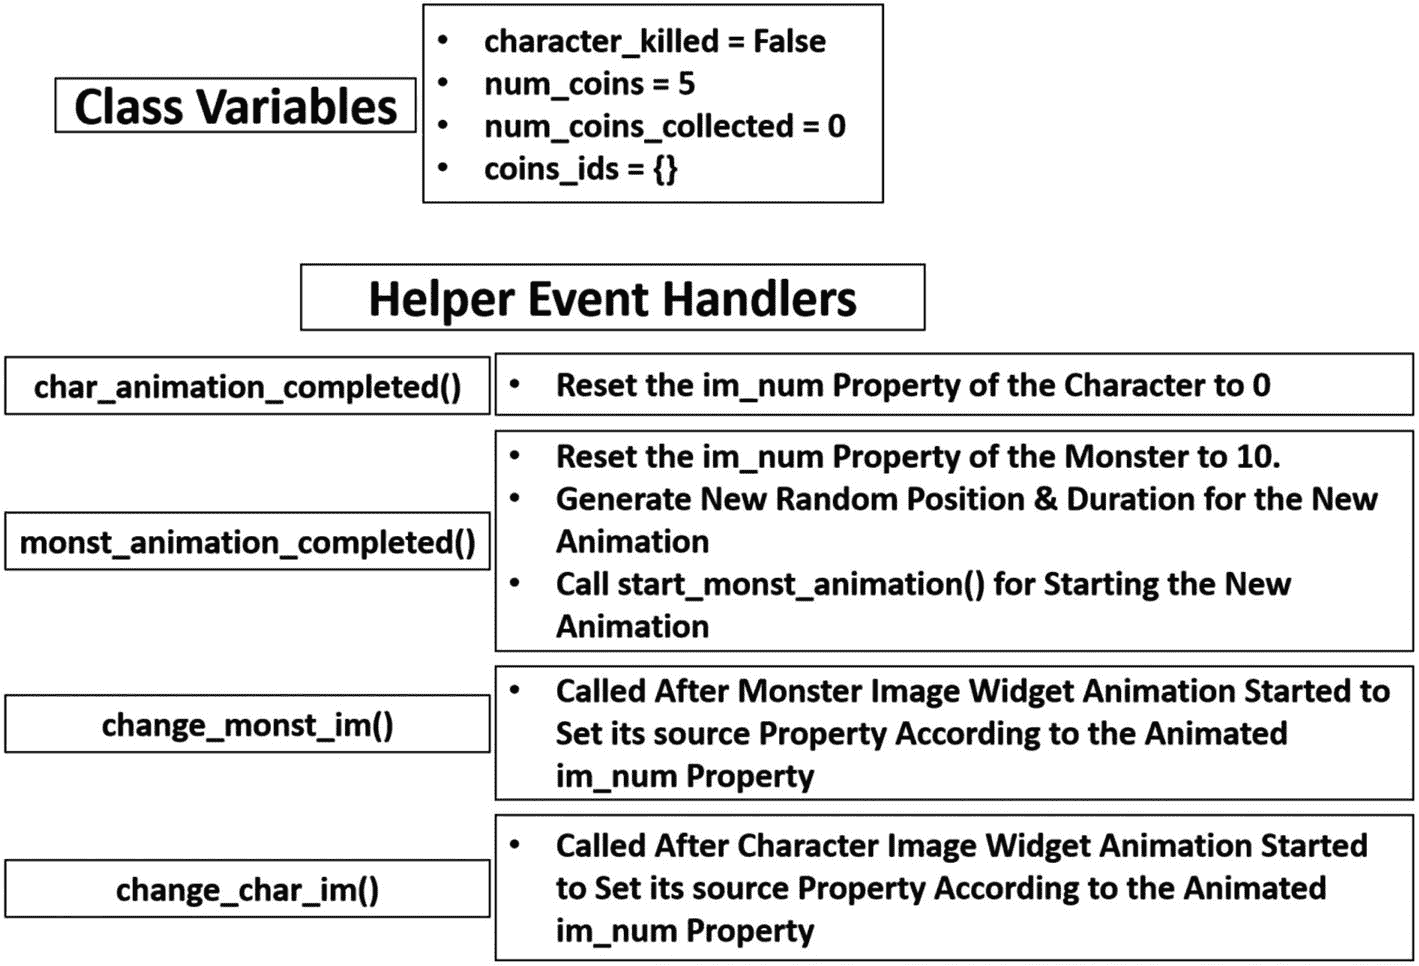 Class Variables
• character_killed = False
• num_coins = 5
• num_coins_collected = 0
• coins_ids = {}
Helper Event Handlers
char_animation_completed()
• Reset the im_num Property of the Character to 0
monst_animation_completed()
• Reset the im_num Property of the Monster to 10.
• Generate New Random Position & Duration for the New
Animation
• Call start_monst_animation() for Starting the New
Animation
change_monst_im()
• Called After Monster Image Widget Animation Started to
Set its source Property According to the Animated
im_num Property
change_char_im()
• Called After Character Image Widget Animation Started
to Set its source Property According to the Animated
im_num Property